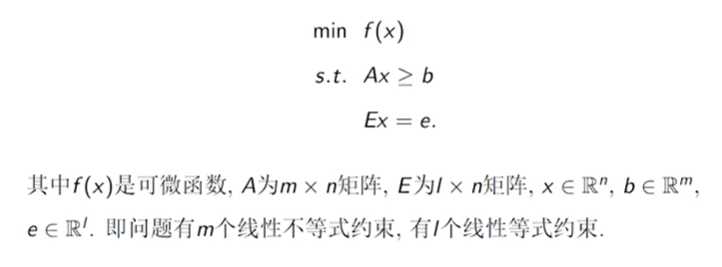 min f(x)
s.t. Ax ≥ b
Ex = e.
其中f(x)是可微函数, A为m × n矩阵, E为l × n矩阵, x ∈ ℝⁿ, b ∈ ℝᵐ,
e ∈ ℝˡ. 即问题有m个线性不等式约束, 有l个线性等式约束.